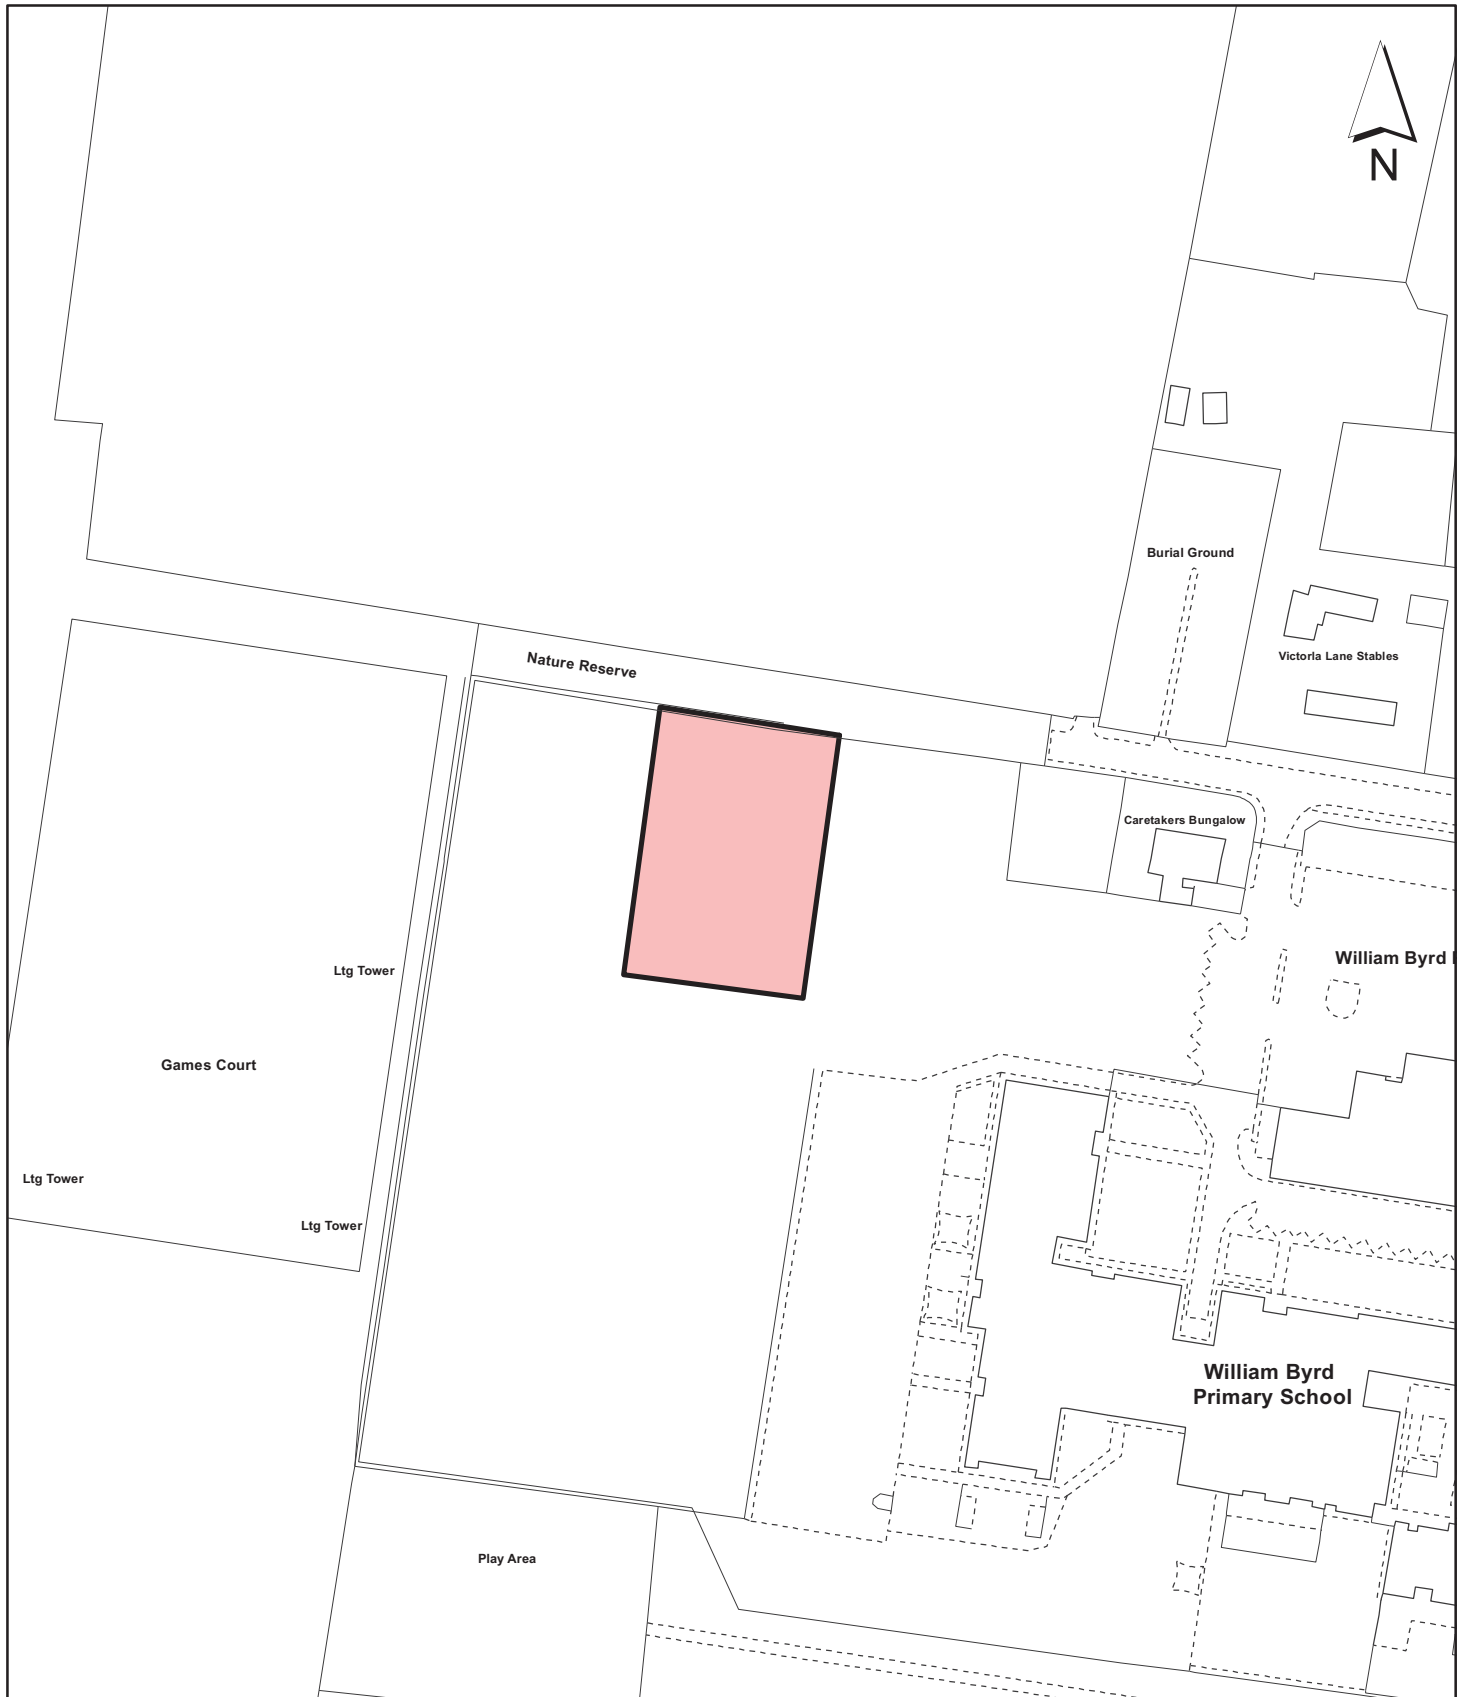 N
Burial Ground
Victoria Lane Stables
Nature Reserve
Caretakers Bungalow
William Byrd
Ltg Tower
Games Court
Ltg Tower
Ltg Tower
William Byrd
Primary School
Play Area